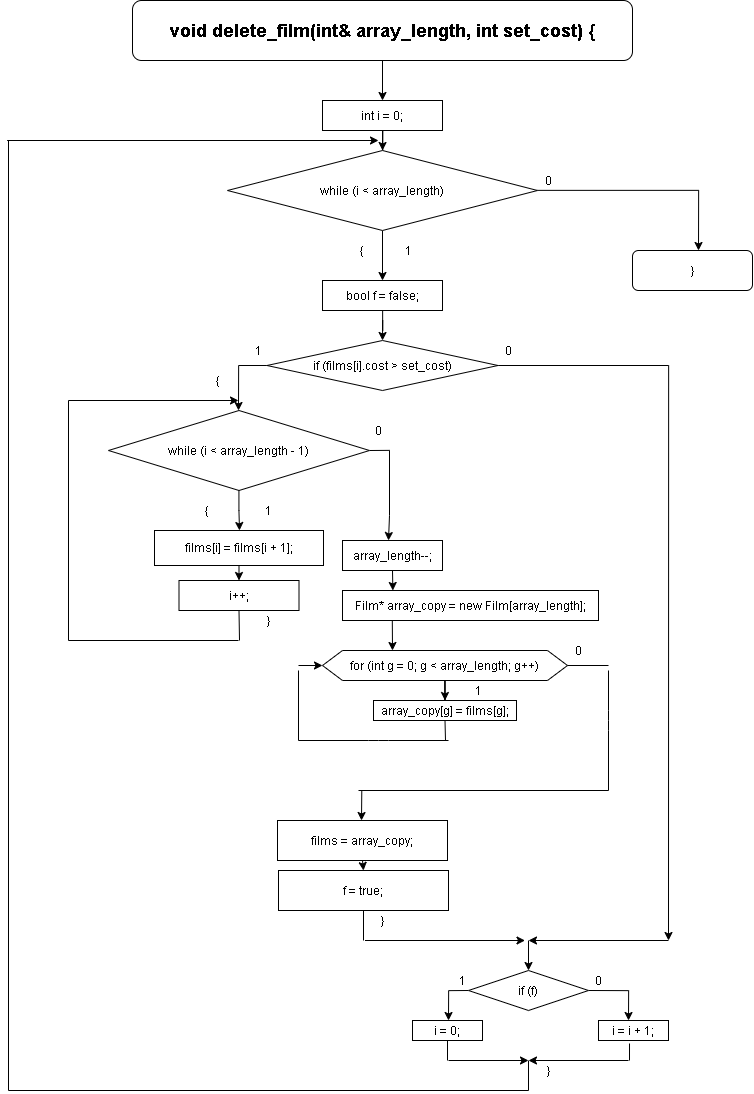 void delete_film(int& array_length, int set_cost) {
int i = 0;
while (i < array_length)
0
}
{ 1
bool f = false;
1
if (films[i].cost > set_cost)
0
{
while (i < array_length - 1)
0
{ 1
films[i] = films[i + 1];
i++;
}
array_length--;
Film* array_copy = new Film[array_length];
for (int g = 0; g < array_length; g++)
0
1
array_copy[g] = films[g];
films = array_copy;
f = true;
}
1
if (f)
0
i = 0;
i = i + 1;
}